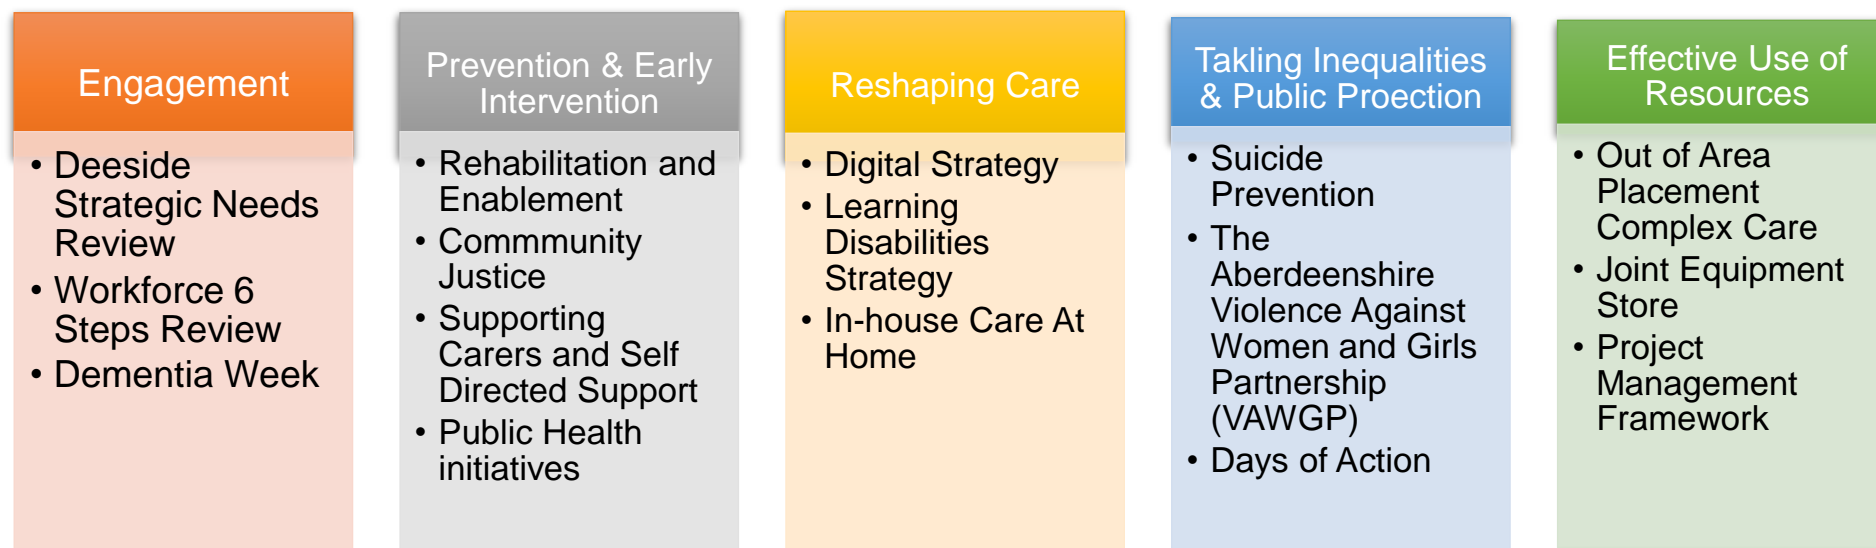 Engagement
• Deeside
Strategic Needs
Review
• Workforce 6
Steps Review
• Dementia Week
Prevention & Early
Intervention
• Rehabilitation and
Enablement
• Commmunity
Justice
• Supporting
Carers and Self
Directed Support
• Public Health
initiatives
Reshaping Care
• Digital Strategy
• Learning
Disabilities
Strategy
• In-house Care At
Home
Takling Inequalities
& Public Proection
• Suicide
Prevention
• The
Aberdeenshire
Violence Against
Women and Girls
Partnership
(VAWGP)
• Days of Action
Effective Use of
Resources
• Out of Area
Placement
Complex Care
• Joint Equipment
Store
• Project
Management
Framework